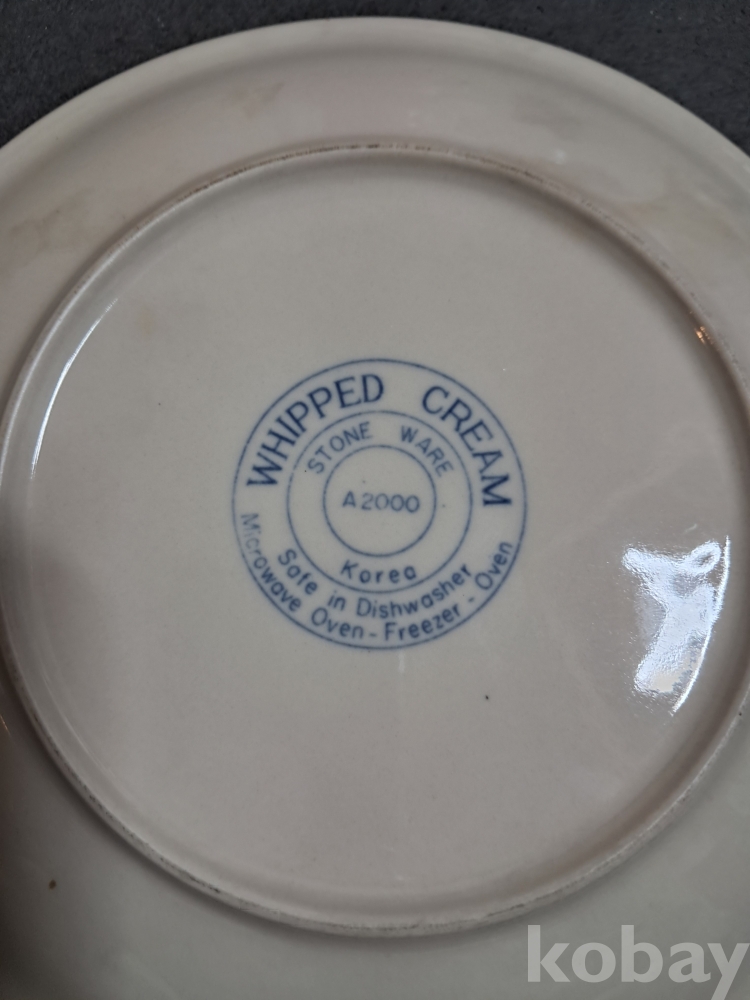 WHIPPED CREAM
STONE WARE
A2000
Korea
Safe in Dishwasher
Microwave Oven - Freezer - Oven
kobay